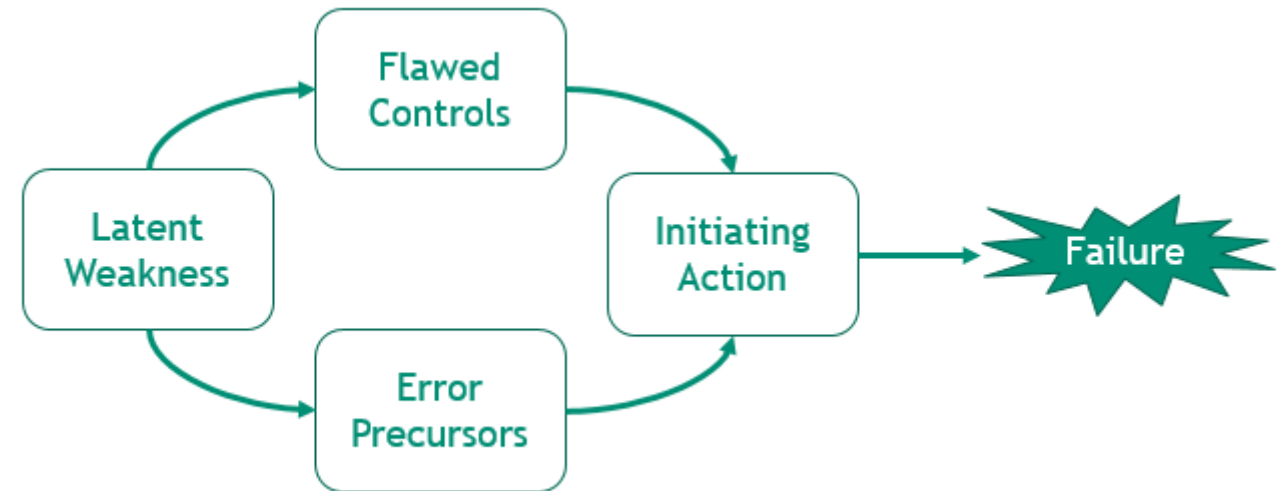 Flawed
Controls
Latent
Weakness
Initiating
Action
Failure
Error
Precursors